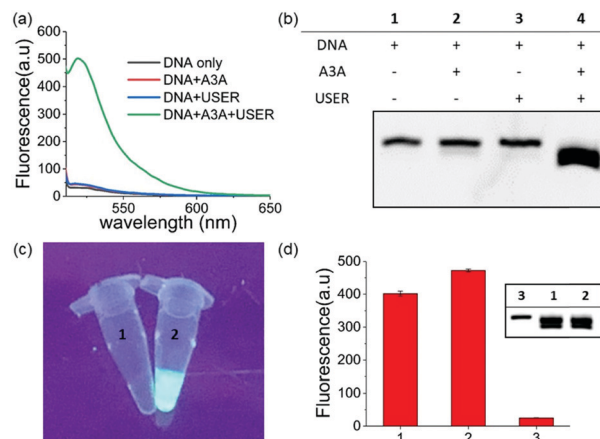 (a)
Fluorescence(a.u)
600
500
400
300
200
100
0
DNA only
DNA+A3A
DNA+USER
DNA+A3A+USER
550 600 650
wavelength (nm)
(b)
1 2 3 4
DNA + + + +
A3A - + - +
USER - - + +
(c)
1 2
(d)
Fluorescence(a.u)
500
400
300
200
100
0
3 1 2
1 2 3